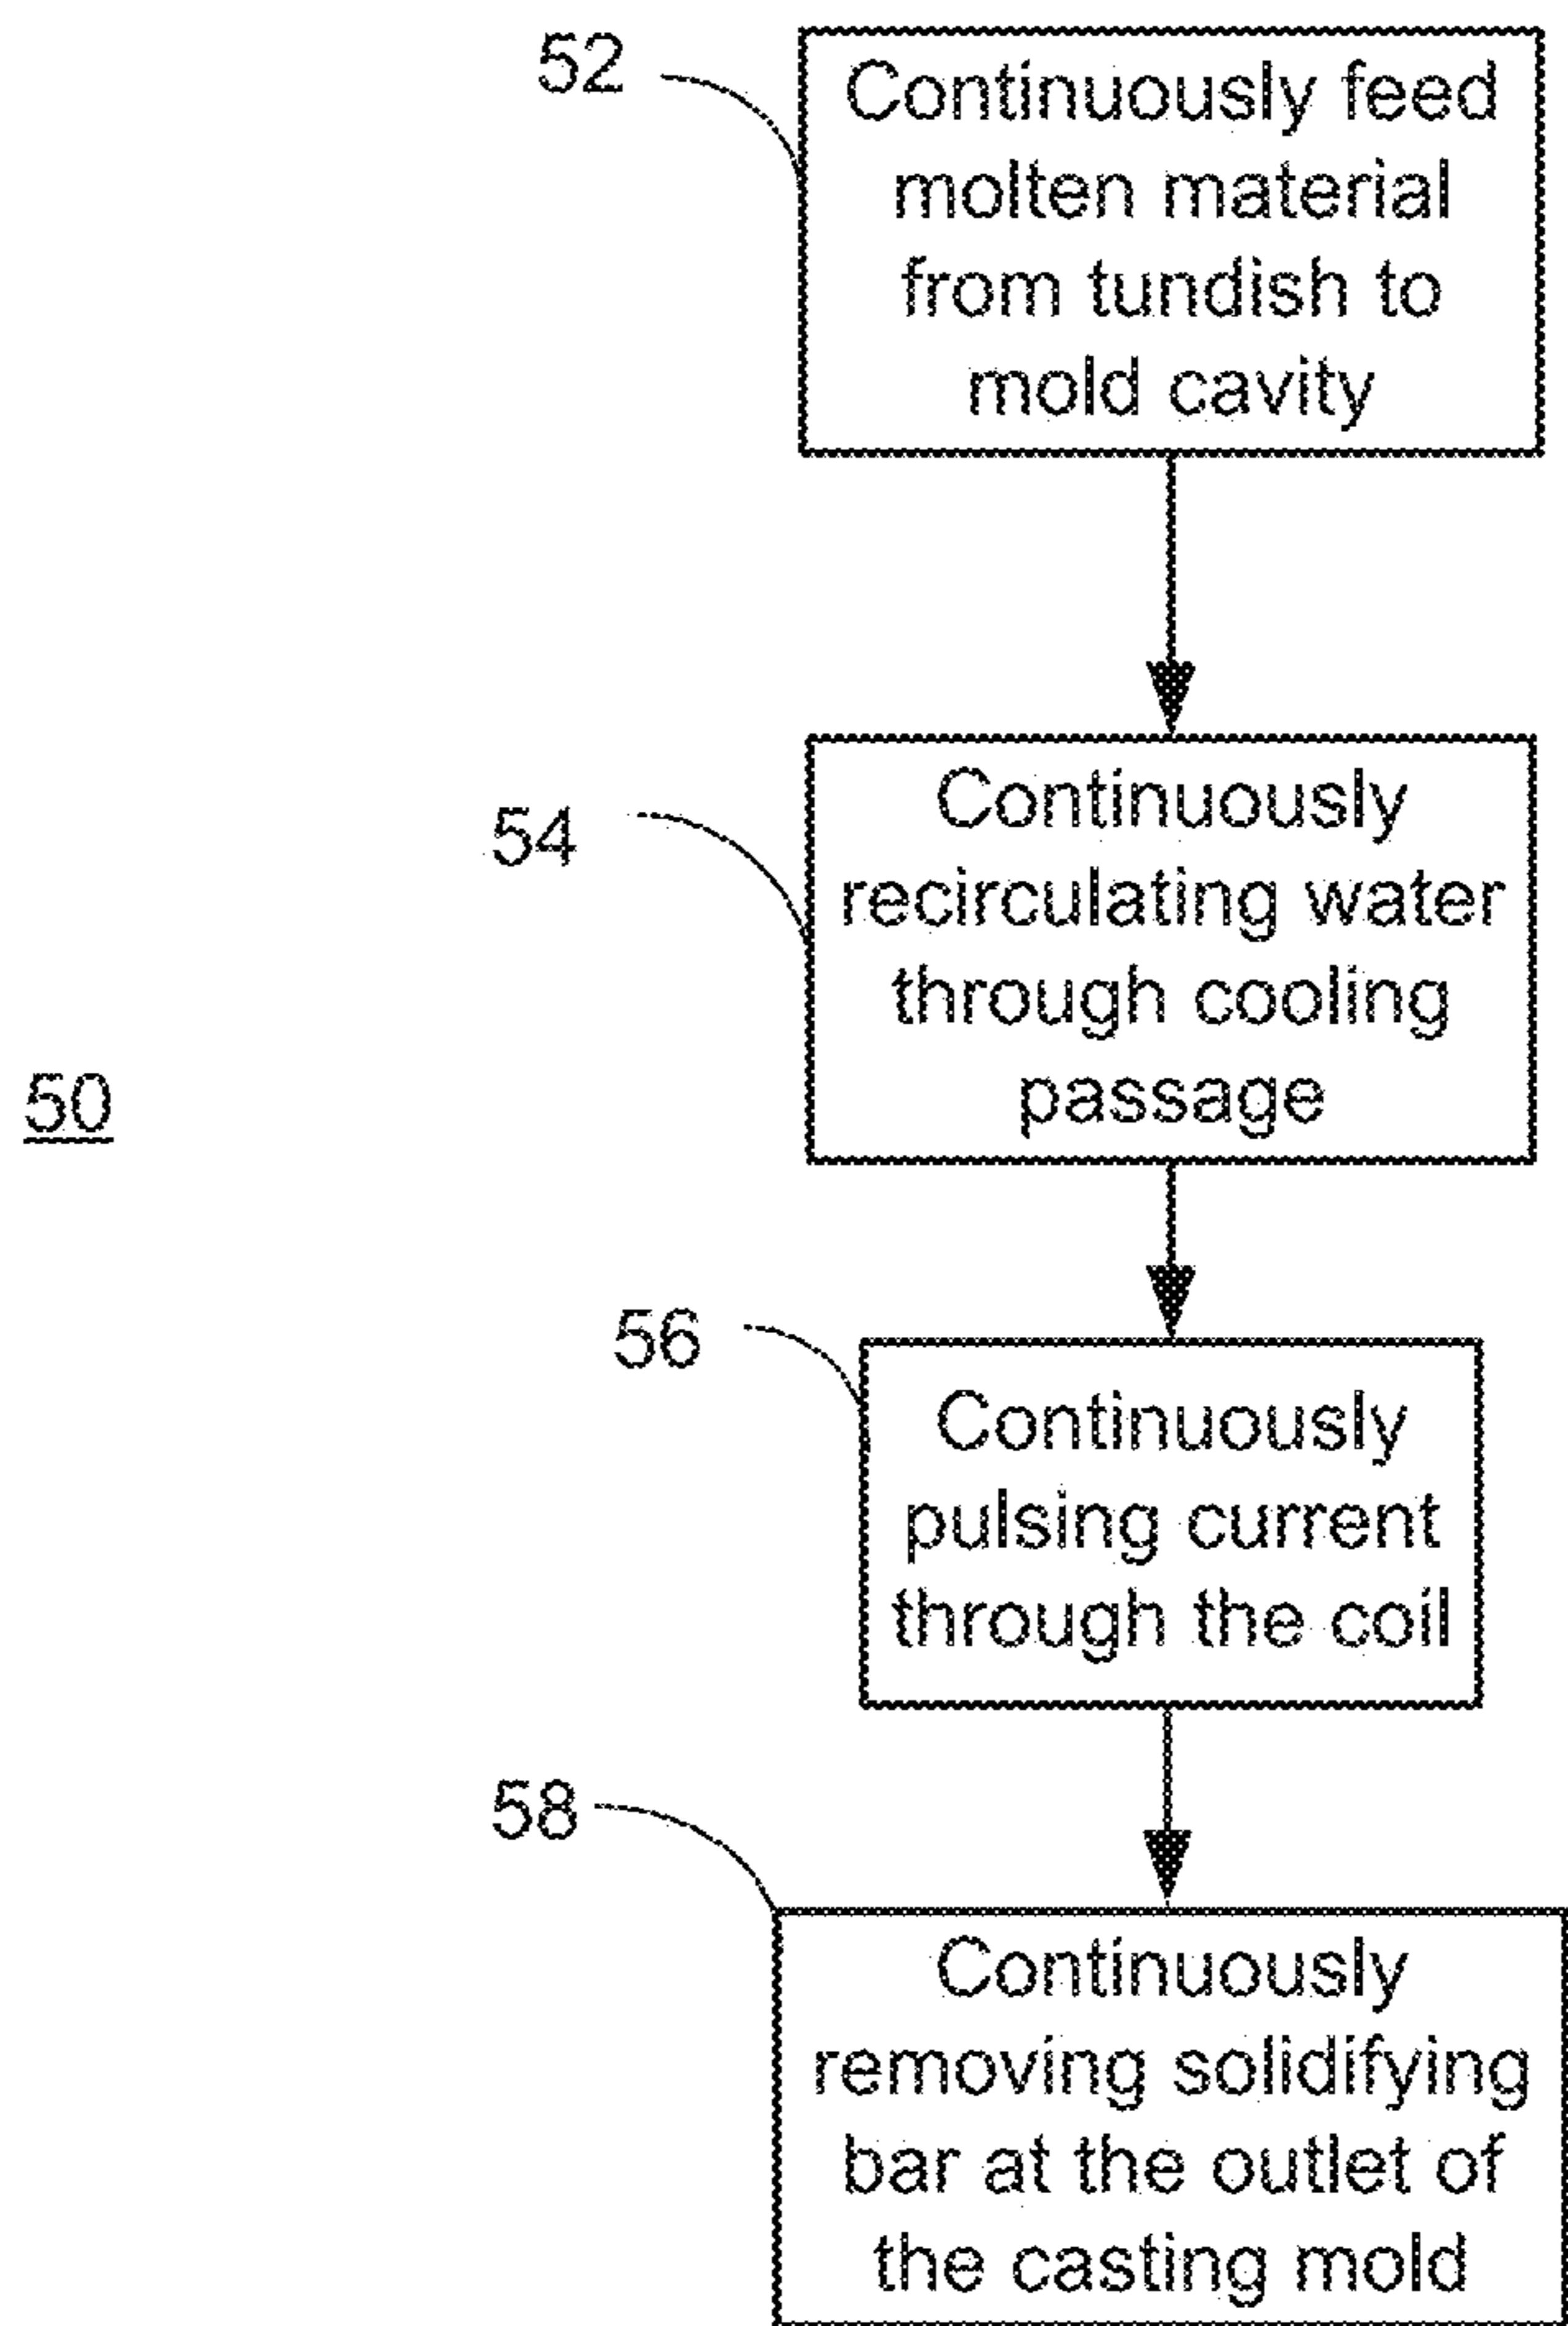 52
Continuously feed
molten material
from tundish to
mold cavity
54
Continuously
recirculating water
through cooling
passage
50
56
Continuously
pulsing current
through the coil
58
Continuously
removing solidifying
bar at the outlet of
the casting mold